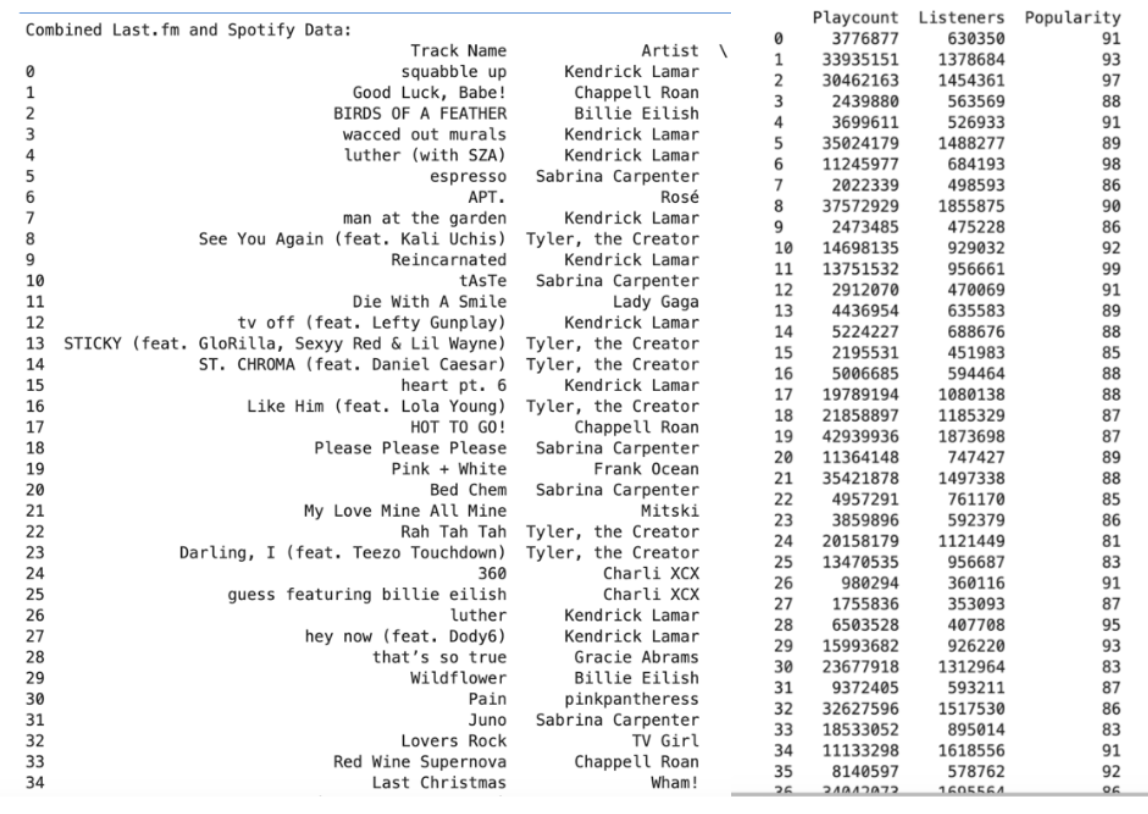 Combined Last.fm and Spotify Data:
Track Name Artist \
0 squabble up Kendrick Lamar
1 Good Luck, Babe! Chappell Roan
2 BIRDS OF A FEATHER Billie Eilish
3 wacced out murals Kendrick Lamar
4 luther (with SZA) Kendrick Lamar
5 espresso Sabrina Carpenter
6 APT. Rosé
7 man at the garden Kendrick Lamar
8 See You Again (feat. Kali Uchis) Tyler, the Creator
9 Reincarnated Kendrick Lamar
10 tAsTe Sabrina Carpenter
11 Die With A Smile Lady Gaga
12 tv off (feat. Lefty Gunplay) Kendrick Lamar
13 STICKY (feat. GloRilla, Sexyy Red & Lil Wayne) Tyler, the Creator
14 ST. CHROMA (feat. Daniel Caesar) Tyler, the Creator
15 heart pt. 6 Kendrick Lamar
16 Like Him (feat. Lola Young) Tyler, the Creator
17 HOT TO GO! Chappell Roan
18 Please Please Please Sabrina Carpenter
19 Pink + White Frank Ocean
20 Bed Chem Sabrina Carpenter
21 My Love Mine All Mine Mitski
22 Rah Tah Tah Tyler, the Creator
23 Darling, I (feat. Teezo Touchdown) Tyler, the Creator
24 360 Charli XCX
25 guess featuring billie eilish Charli XCX
26 luther Kendrick Lamar
27 hey now (feat. Dody6) Kendrick Lamar
28 that's so true Gracie Abrams
29 Wildflower Billie Eilish
30 Pain pinkpantheress
31 Juno Sabrina Carpenter
32 Lovers Rock TV Girl
33 Red Wine Supernova Chappell Roan
34 Last Christmas Wham!
Playcount Listeners Popularity
0 3776877 630350 91
1 33935151 1378684 93
2 30462163 1454361 97
3 2439880 563569 88
4 3699611 526933 91
5 35024179 1488277 89
6 11245977 684193 98
7 2022339 498593 86
8 37572929 1855875 90
9 2473485 475228 86
10 14698135 929032 92
11 13751532 956661 99
12 2912070 470069 91
13 4436954 635583 89
14 5224227 688676 88
15 2195531 451983 85
16 5006685 594464 88
17 19789194 1080138 88
18 21858897 1185329 87
19 42939936 1873698 87
20 11364148 747427 89
21 35421878 1497338 88
22 4957291 761170 85
23 3859896 592379 86
24 20158179 1121449 81
25 13470535 956687 83
26 980294 360116 91
27 1755836 353093 87
28 6503528 407708 95
29 15993682 926220 93
30 23677918 1312964 83
31 9372405 593211 87
32 32627596 1517530 86
33 18533052 895014 83
34 11133298 1618556 91
35 8140597 578762 92